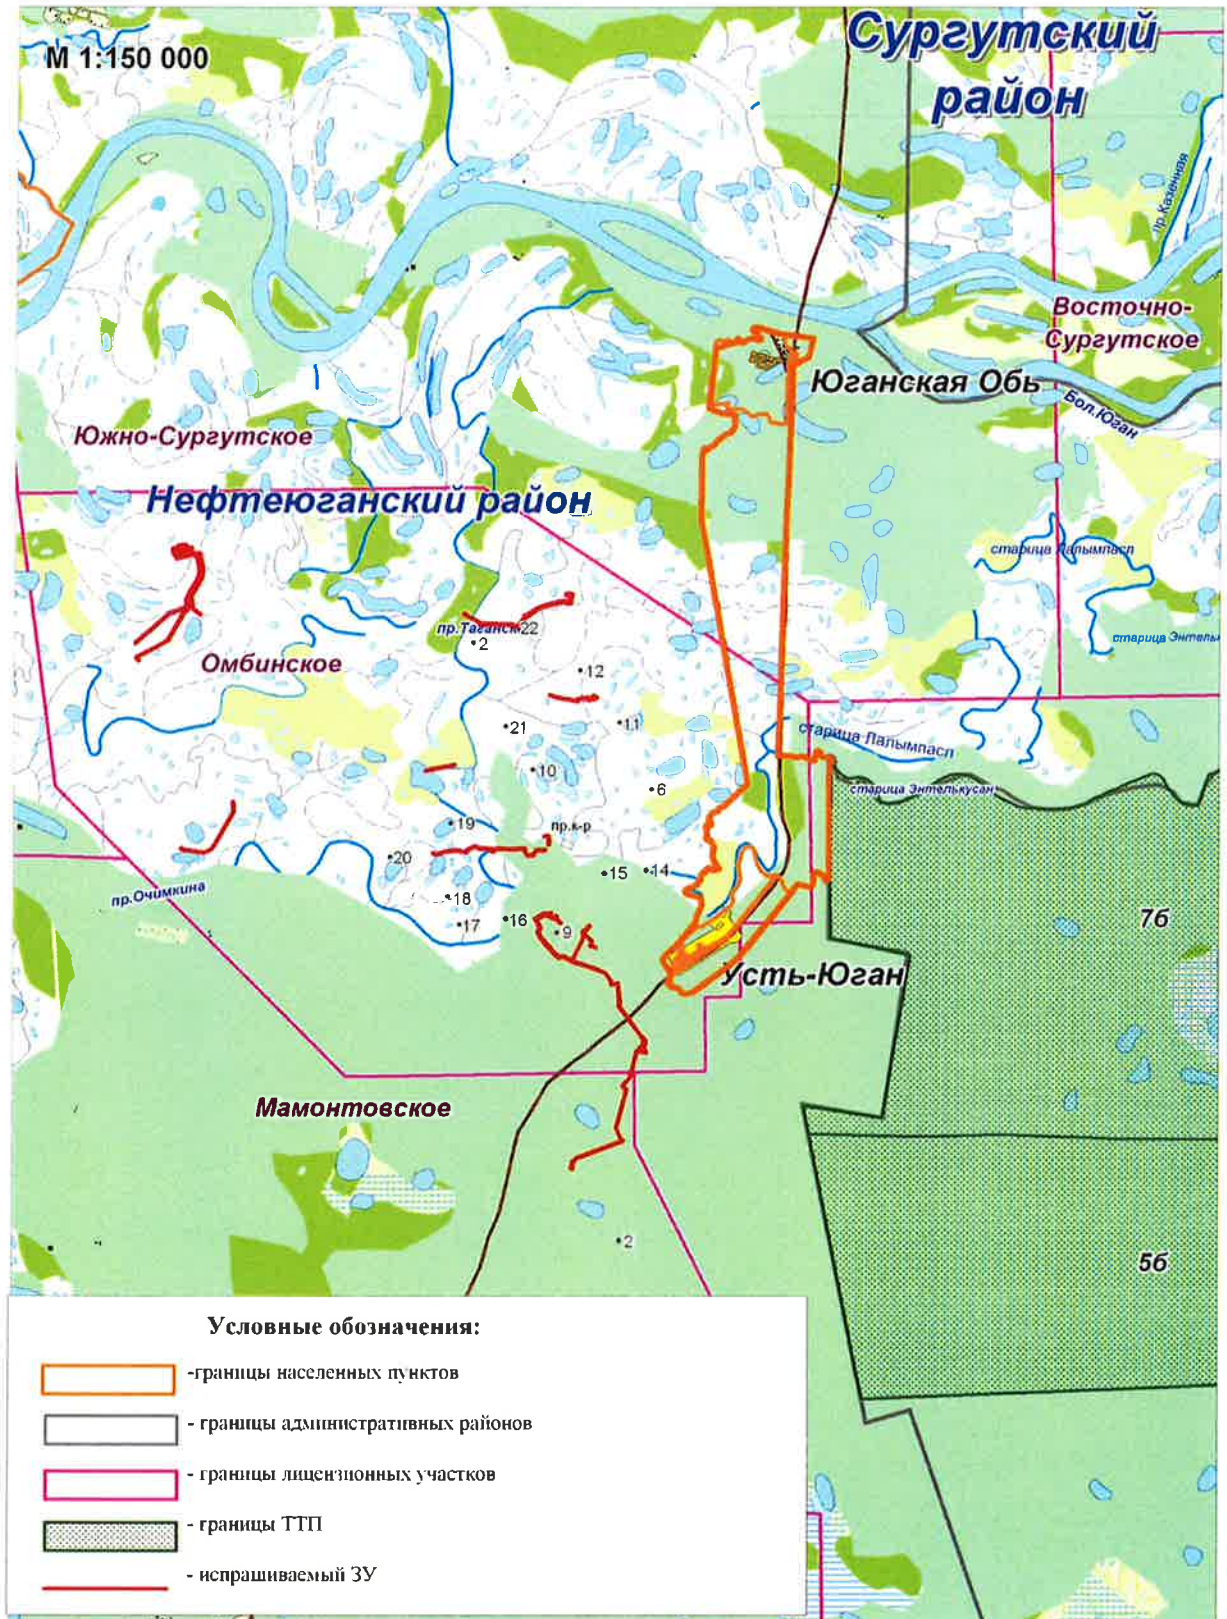 Сургутский
район
М 1:150 000
пр.Казенная
Восточно-
Сургутское
Юганская Обь
Бол.Юган
Южно-Сургутское
Нефтеюганский район
старица Лалымпасл
пр.Таганск
22
2
старица Энтельк
Омбинское
12
21
11
старица Лалымпасл
10
6
старица Энтелькусан
19
пр.к-р
20
15
14
пр.Очимкина
18
17
16
9
7б
Усть-Юган
Мамонтовское
2
5б
Условные обозначения:
-границы населенных пунктов
- границы административных районов
- границы лицензионных участков
- границы ТТП
- испрашиваемый ЗУ